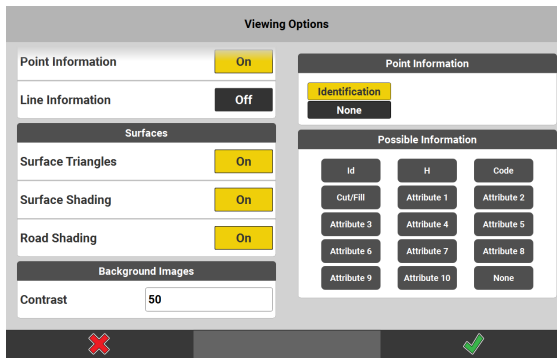 Viewing Options
Point Information On
Line Information Off
Surfaces
Surface Triangles On
Surface Shading On
Road Shading On
Background Images
Contrast 50
Point Information
Identification
None
Possible Information
Id H Code
Cut/Fill Attribute 1 Attribute 2
Attribute 3 Attribute 4 Attribute 5
Attribute 6 Attribute 7 Attribute 8
Attribute 9 Attribute 10 None